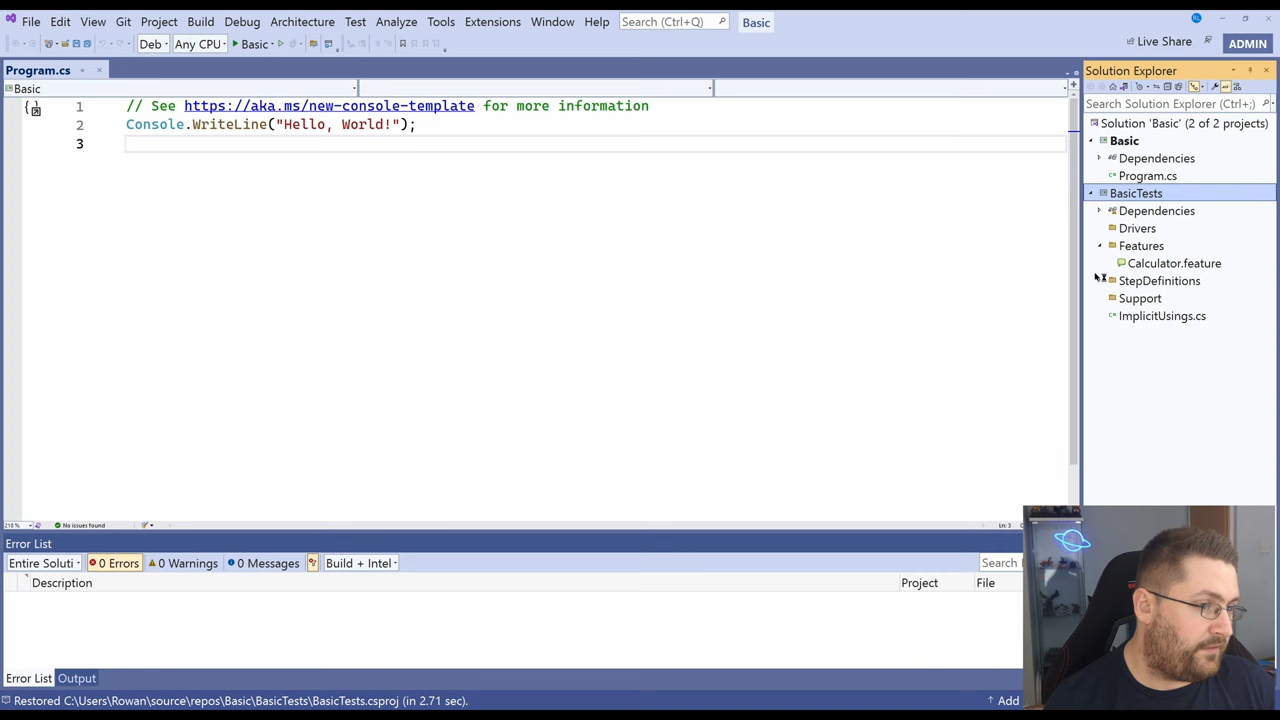 File Edit View Git Project Build Debug Architecture Test Analyze Tools Extensions Window Help Search (Ctrl+Q) Basic RL
Deb Any CPU Basic Live Share ADMIN
Program.cs
Solution Explorer
Basic
1 // See https://aka.ms/new-console-template for more information
2 Console.WriteLine("Hello, World!");
3
Search Solution Explorer (Ctrl+;)
Solution 'Basic' (2 of 2 projects)
Basic
Dependencies
Program.cs
BasicTests
Dependencies
Drivers
Features
Calculator.feature
StepDefinitions
Support
ImplicitUsings.cs
218 % No issues found Ln: 3
Error List
Entire Soluti 0 Errors 0 Warnings 0 Messages Build + Intel Search
Description Project File
Error List Output
Restored C:\Users\Rowan\source\repos\Basic\BasicTests\BasicTests.csproj (in 2.71 sec). Add